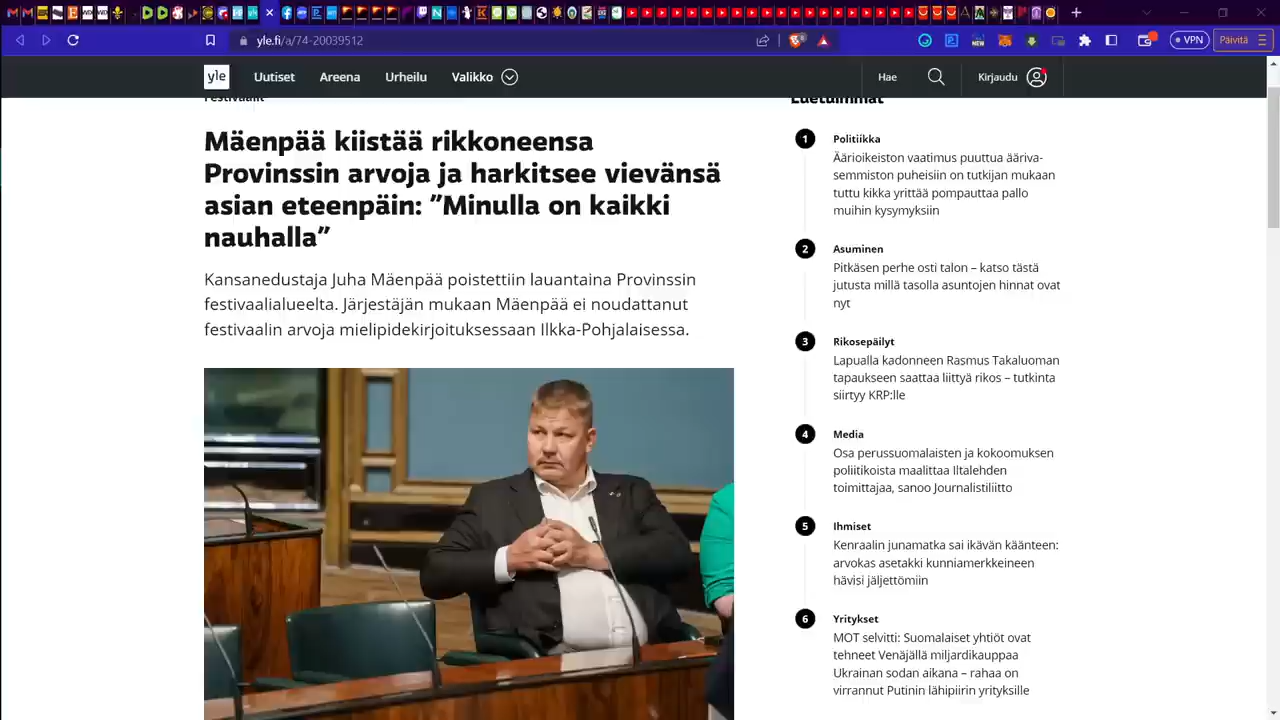 yle.fi/a/74-20039512
VPN
Päivitä
yle
Uutiset
Areena
Urheilu
Valikko
Hae
Kirjaudu
Festivaalit
Mäenpää kiistää rikkoneensa
Provinssin arvoja ja harkitsee vievänsä
asian eteenpäin: ”Minulla on kaikki
nauhalla”
Kansanedustaja Juha Mäenpää poistettiin lauantaina Provinssin
festivaalialueelta. Järjestäjän mukaan Mäenpää ei noudattanut
festivaalin arvoja mielipidekirjoituksessaan Ilkka-Pohjalaisessa.
Luetuimmat
1
Politiikka
Äärioikeiston vaatimus puuttua ääriva-
semmiston puheisiin on tutkijan mukaan
tuttu kikka yrittää pompauttaa pallo
muihin kysymyksiin
2
Asuminen
Pitkäsen perhe osti talon – katso tästä
jutusta millä tasolla asuntojen hinnat ovat
nyt
3
Rikosepäilyt
Lapualla kadonneen Rasmus Takaluoman
tapaukseen saattaa liittyä rikos – tutkinta
siirtyy KRP:lle
4
Media
Osa perussuomalaisten ja kokoomuksen
poliitikoista maalittaa Iltalehden
toimittajaa, sanoo Journalistiliitto
5
Ihmiset
Kenraalin junamatka sai ikävän käänteen:
arvokas asetakki kunniamerkkeineen
hävisi jäljettömiin
6
Yritykset
MOT selvitti: Suomalaiset yhtiöt ovat
tehneet Venäjällä miljardikauppaa
Ukrainan sodan aikana – rahaa on
virrannut Putinin lähipiirin yrityksille